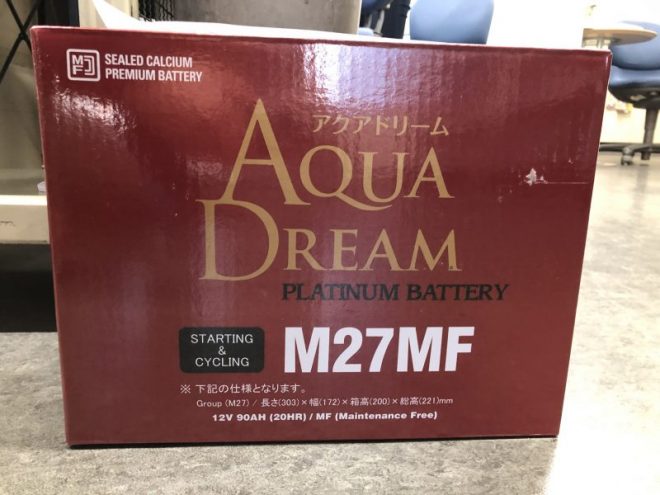 MFD
SEALED CALCIUM
PREMIUM BATTERY
アクアドリーム
AQUA
DREAM
PLATINUM BATTERY
STARTING
&
CYCLING
M27MF
※ 下記の仕様となります。
Group (M27) / 長さ(303)×幅(172)×箱高(200)×総高(221)mm
12V 90AH (20HR) / MF (Maintenance Free)